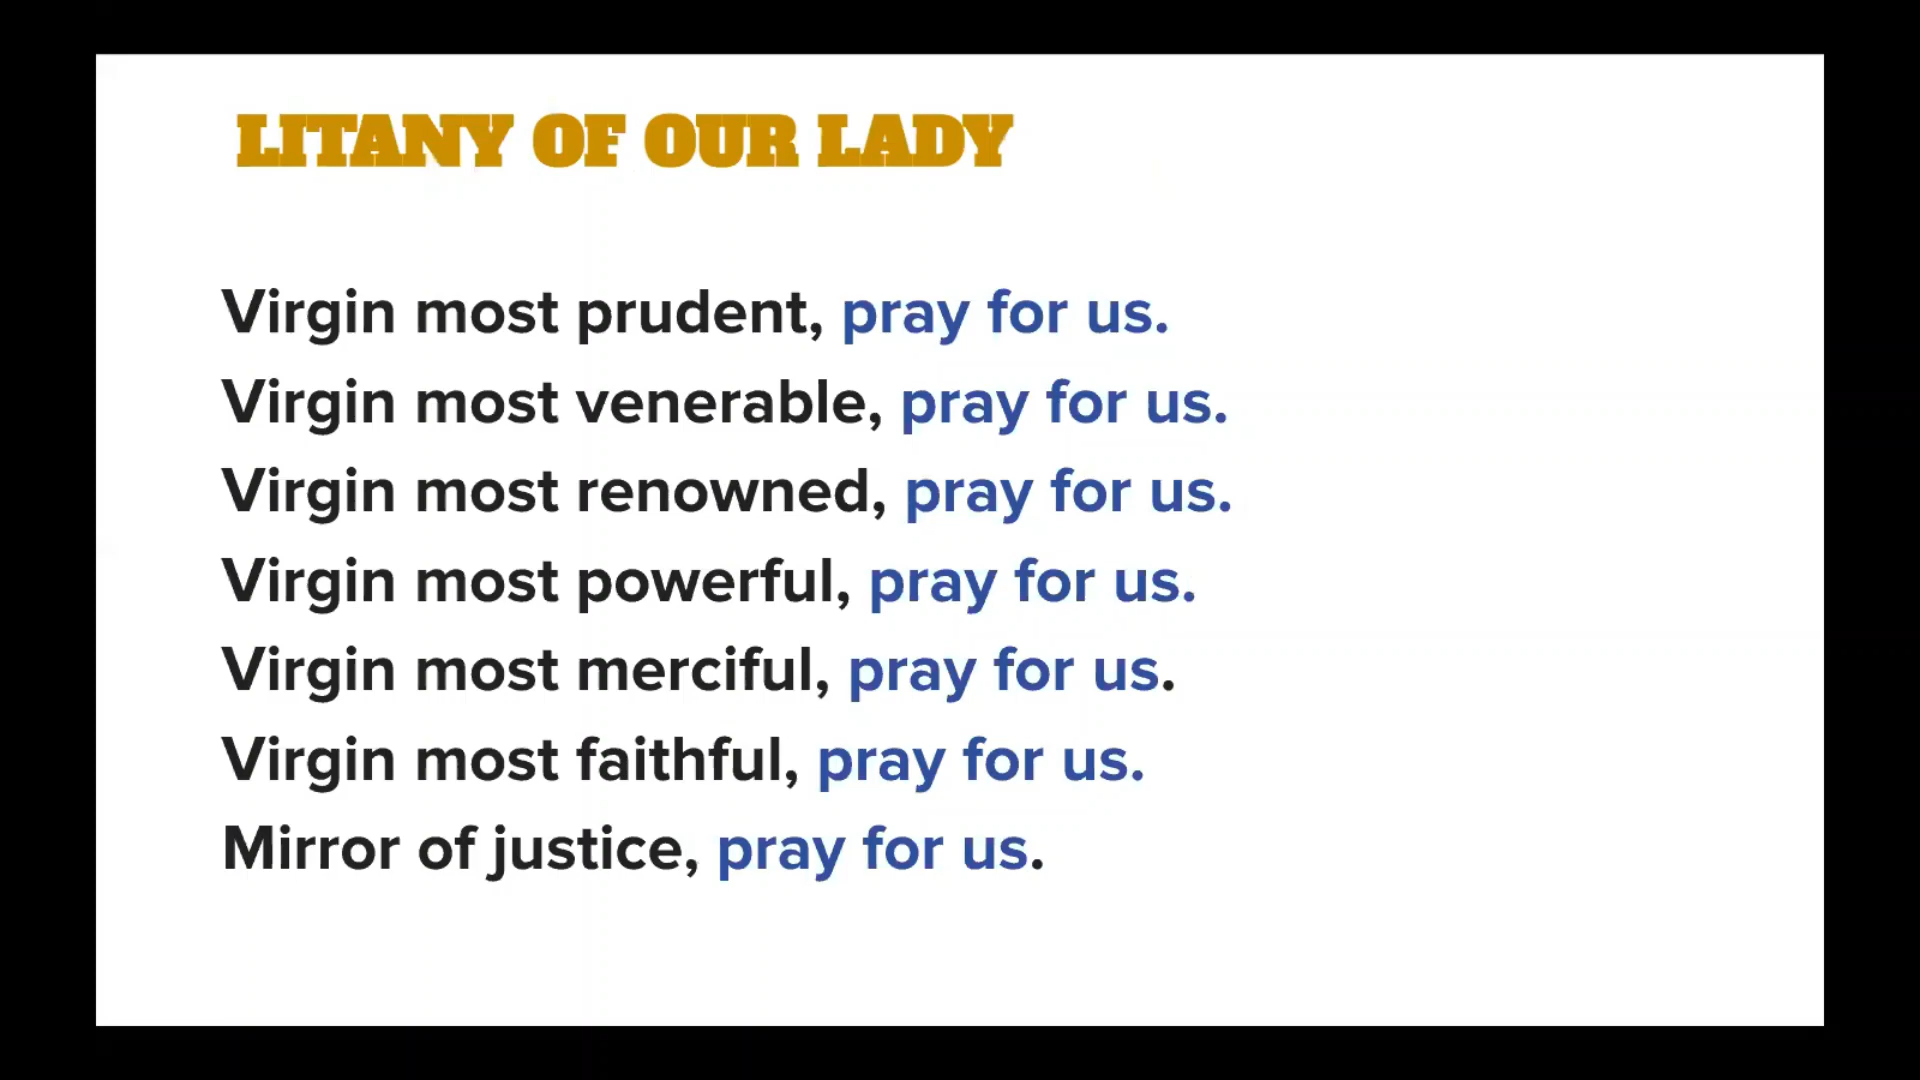 LITANY OF OUR LADY
Virgin most prudent, pray for us.
Virgin most venerable, pray for us.
Virgin most renowned, pray for us.
Virgin most powerful, pray for us.
Virgin most merciful, pray for us.
Virgin most faithful, pray for us.
Mirror of justice, pray for us.